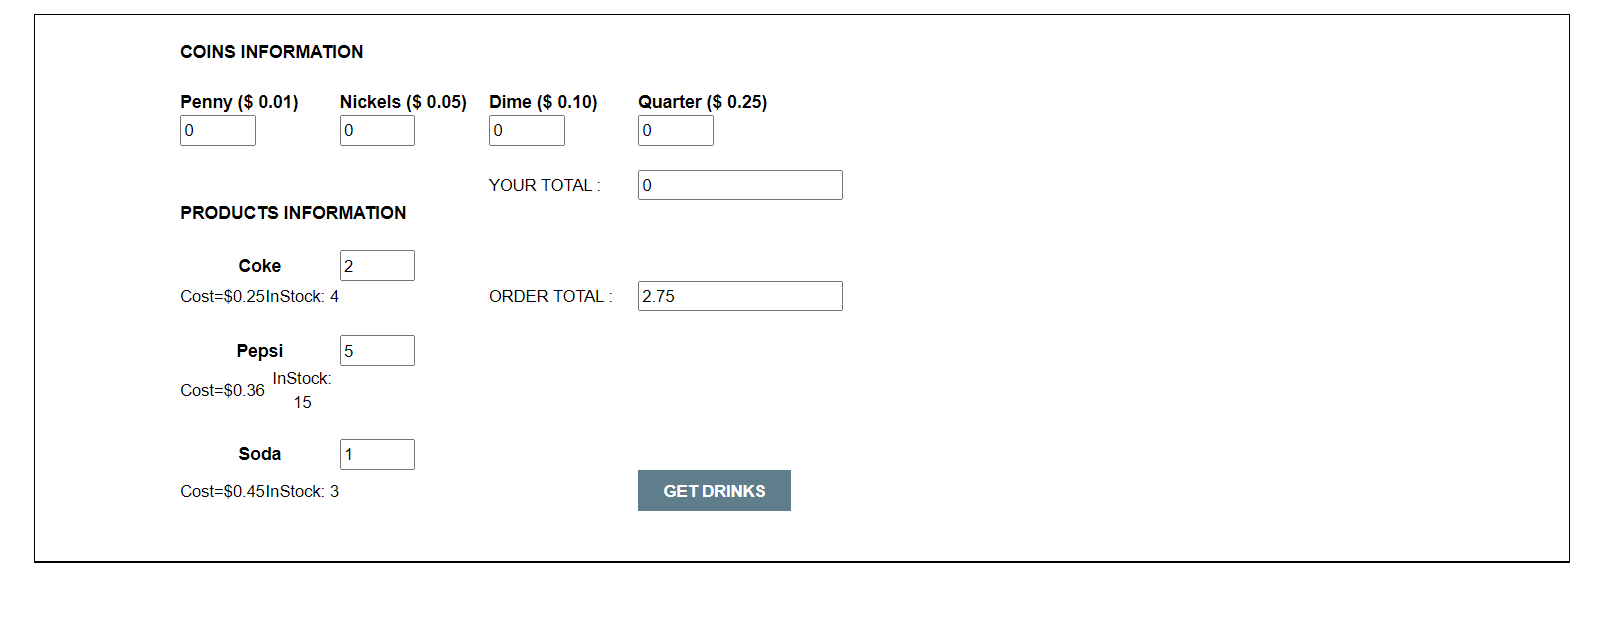 COINS INFORMATION
Penny ($ 0.01) Nickels ($ 0.05) Dime ($ 0.10) Quarter ($ 0.25)
0 0 0 0
YOUR TOTAL : 0
PRODUCTS INFORMATION
Coke 2
Cost=$0.25InStock: 4 ORDER TOTAL : 2.75
Pepsi 5
Cost=$0.36 InStock:
15
Soda 1
Cost=$0.45InStock: 3 GET DRINKS